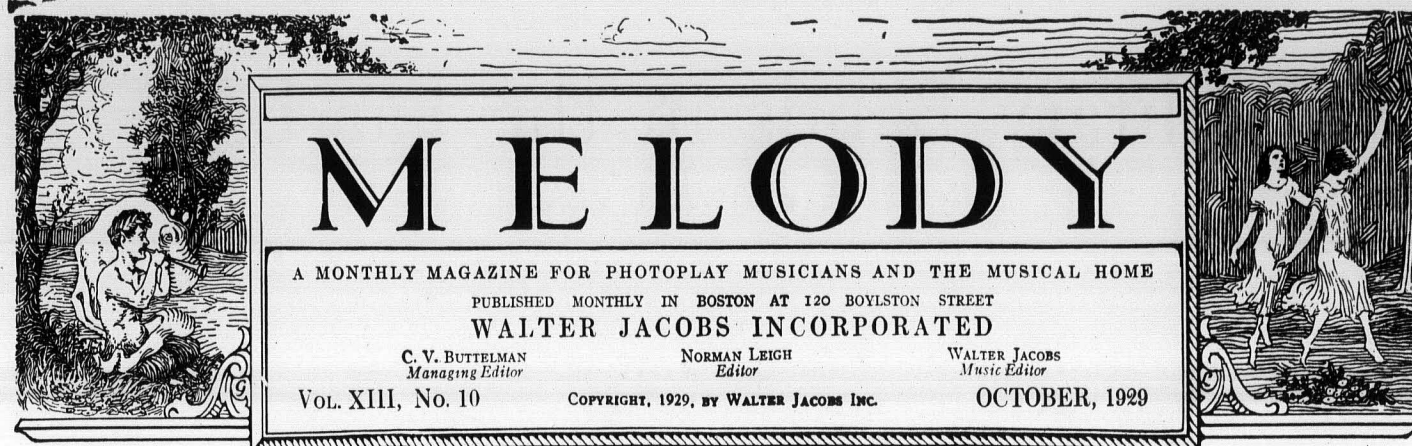 MELODY
A MONTHLY MAGAZINE FOR PHOTOPLAY MUSICIANS AND THE MUSICAL HOME
PUBLISHED MONTHLY IN BOSTON AT 120 BOYLSTON STREET
WALTER JACOBS INCORPORATED
C. V. BUTTELMAN NORMAN LEIGH WALTER JACOBS
Managing Editor Editor Music Editor
VOL. XIII, No. 10 COPYRIGHT, 1929, BY WALTER JACOBS INC. OCTOBER, 1929